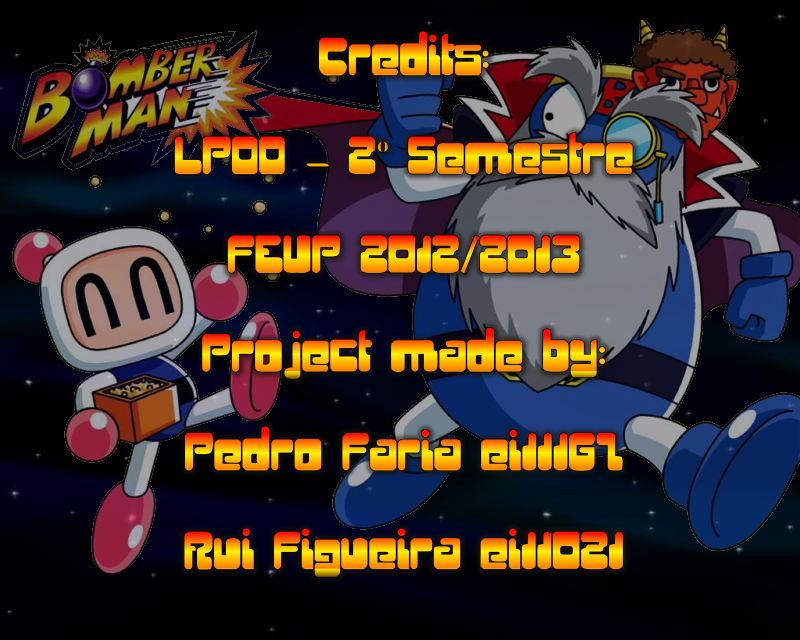 BOMBER
MAN
Credits:
LPOO - 2º Semestre
FEUP 2012/2013
Project made by:
Pedro Faria ei11167
Rui Figueira ei11021